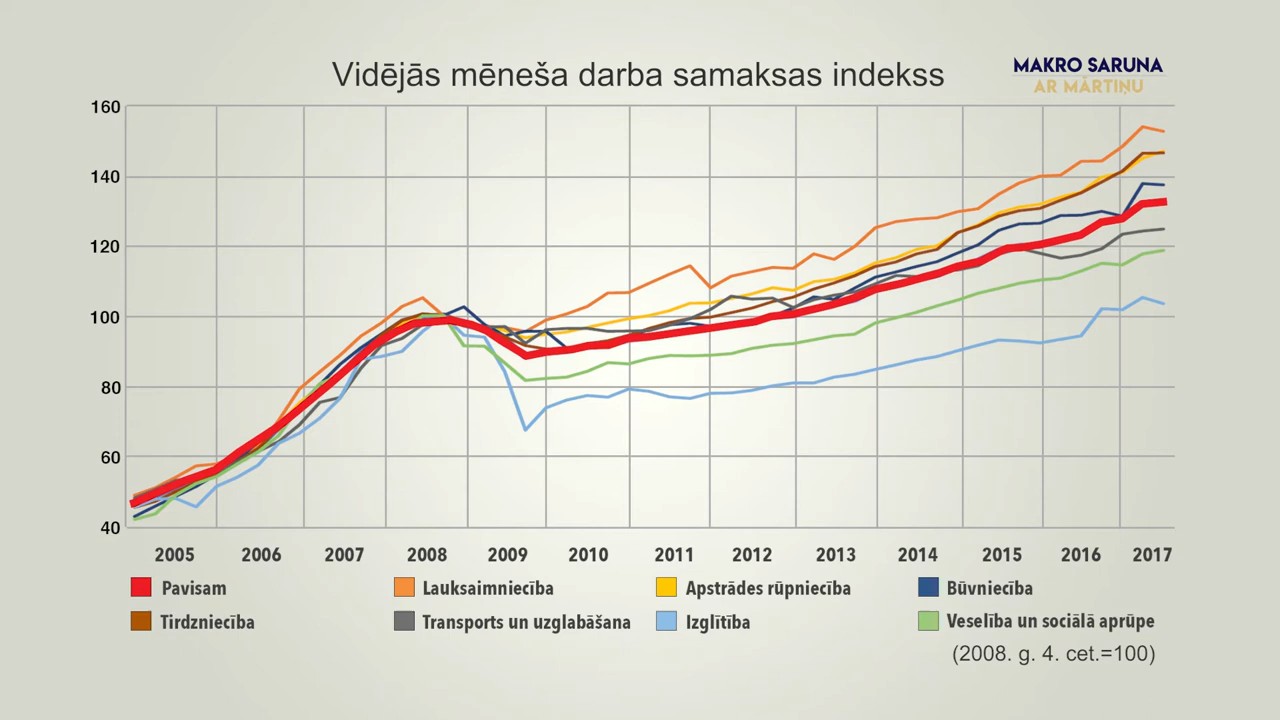 Vidējās mēneša darba samaksas indekss
MAKRO SARUNA
AR MĀRTIŅU
160
140
120
100
80
60
40
2005 2006 2007 2008 2009 2010 2011 2012 2013 2014 2015 2016 2017
Pavisam Lauksaimniecība Apstrādes rūpniecība Būvniecība
Tirdzniecība Transports un uzglabāšana Izglītība Veselība un sociālā aprūpe
(2008. g. 4. cet.=100)